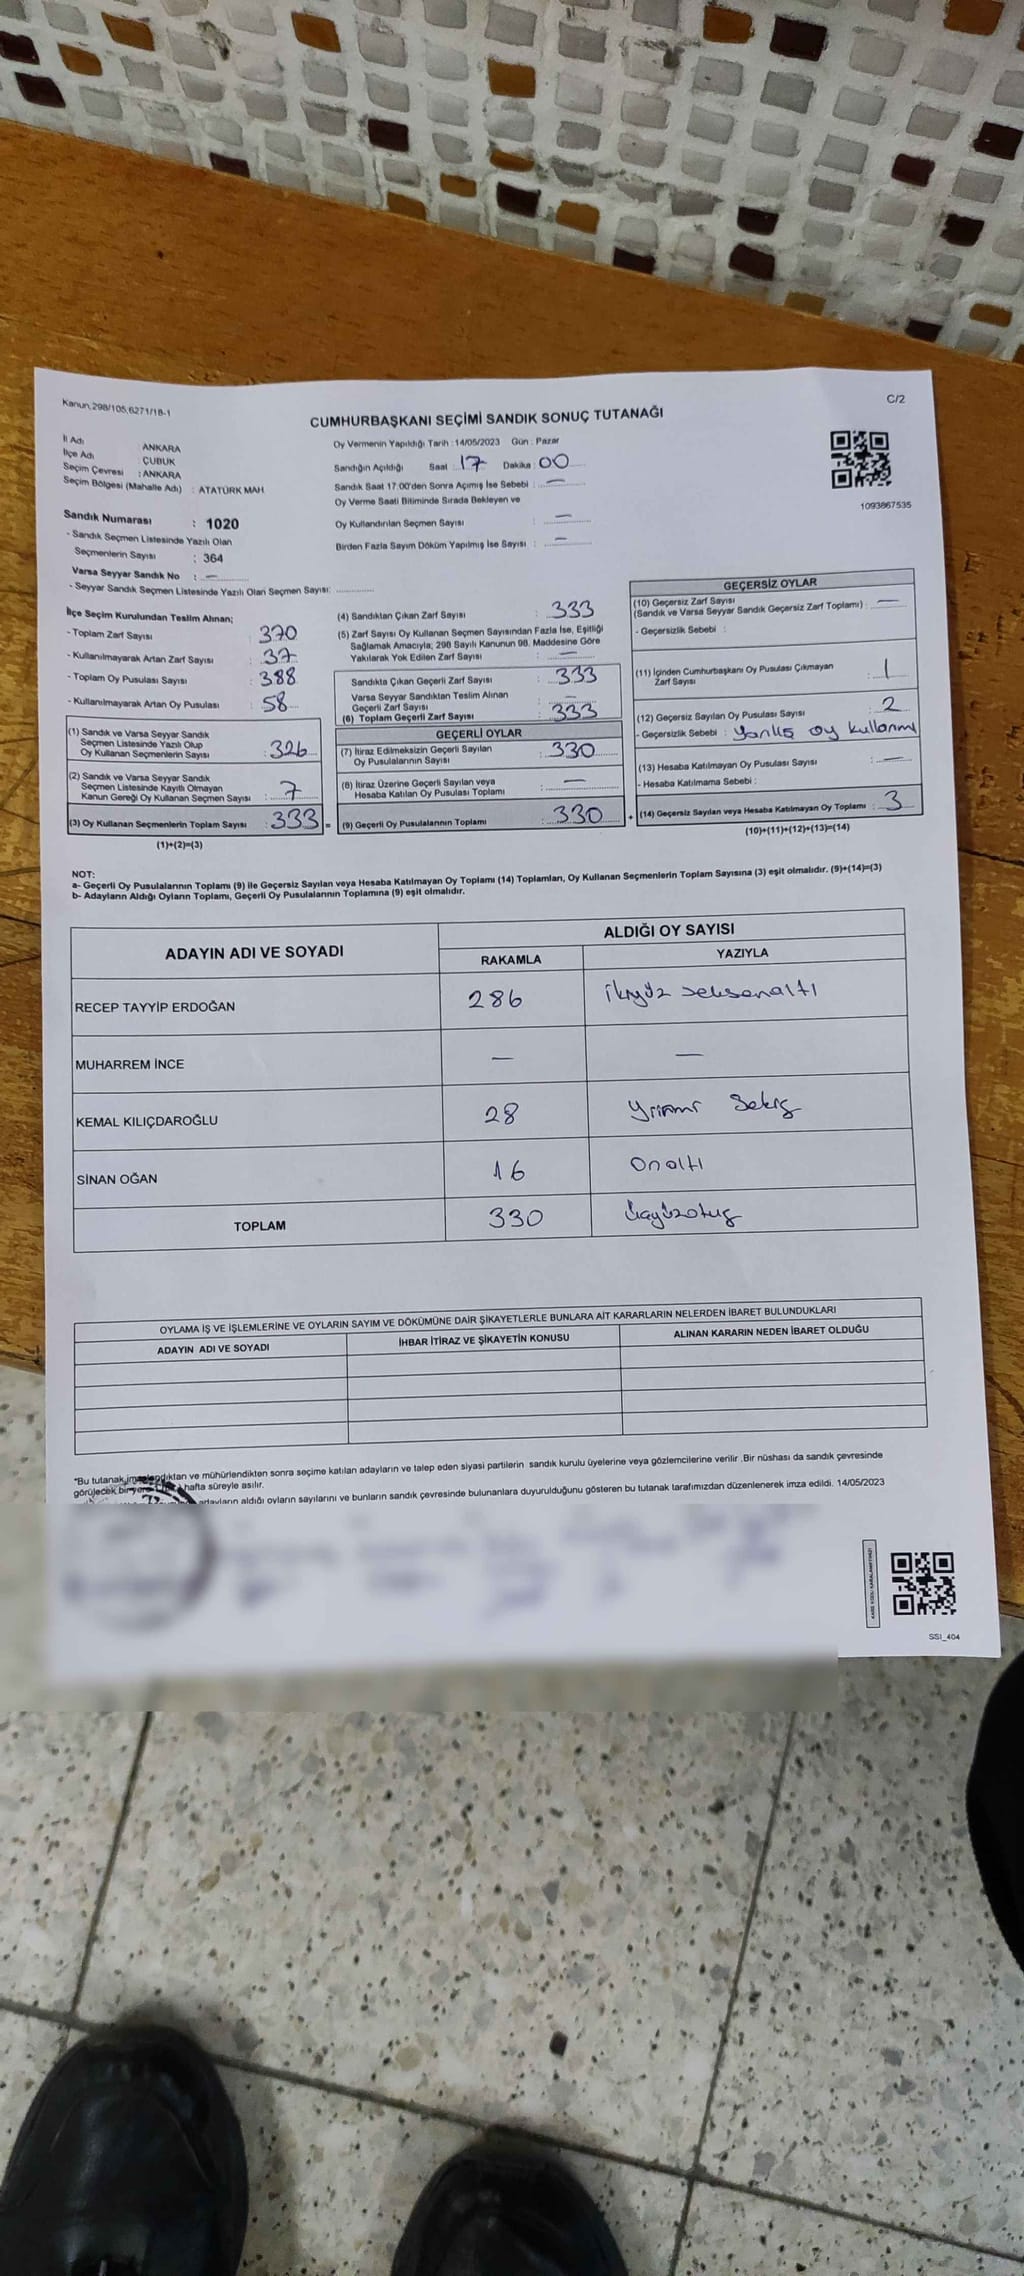 Kanun.298/105,6271/18-1
C/2
CUMHURBAŞKANI SEÇİMİ SANDIK SONUÇ TUTANAĞI
İl Adı : ANKARA
İlçe Adı : ÇUBUK
Seçim Çevresi : ANKARA
Seçim Bölgesi (Mahalle Adı) : ATATÜRK MAH
Sandık Numarası : 1020
- Sandık Seçmen Listesinde Yazılı Olan
Seçmenlerin Sayısı : 364
Varsa Seyyar Sandık No : —
- Seyyar Sandık Seçmen Listesinde Yazılı Olan Seçmen Sayısı:
Oy Vermenin Yapıldığı Tarih : 14/05/2023 Gün : Pazar
Sandığın Açıldığı Saat : 17 Dakika : 00
Sandık Saat 17:00'den Sonra Açımış İse Sebebi : —
Oy Verme Saati Bitiminde Sırada Bekleyen ve
Oy Kullandırılan Seçmen Sayısı —
Birden Fazla Sayım Döküm Yapılmış İse Sayısı : —
1093867535
İlçe Seçim Kurulundan Teslim Alınan;
- Toplam Zarf Sayısı : 370
- Kullanılmayarak Artan Zarf Sayısı : 37
- Toplam Oy Pusulası Sayısı : 388
- Kullanılmayarak Artan Oy Pusulası : 58
(1) Sandık ve Varsa Seyyar Sandık
Seçmen Listesinde Yazılı Olup
Oy Kullanan Seçmenlerin Sayısı : 326
(2) Sandık ve Varsa Seyyar Sandık
Seçmen Listesinde Kayıtlı Olmayan
Kanun Gereği Oy Kullanan Seçmen Sayısı : 7
(3) Oy Kullanan Seçmenlerin Toplam Sayısı : 333 =
(1)+(2)=(3)
(4) Sandıktan Çıkan Zarf Sayısı : 333
(5) Zarf Sayısı Oy Kullanan Seçmen Sayısından Fazla İse, Eşitliği
Sağlamak Amacıyla; 298 Sayılı Kanunun 98. Maddesine Göre
Yakılarak Yok Edilen Zarf Sayısı : —
Sandıkta Çıkan Geçerli Zarf Sayısı : 333
Varsa Seyyar Sandıktan Teslim Alınan
Geçerli Zarf Sayısı : —
(6) Toplam Geçerli Zarf Sayısı : 333
GEÇERLİ OYLAR
(7) İtiraz Edilmeksizin Geçerli Sayılan
Oy Pusulalarının Sayısı : 330
(8) İtiraz Üzerine Geçerli Sayılan veya
Hesaba Katılan Oy Pusulası Toplamı : —
(9) Geçerli Oy Pusulalarının Toplamı : 330 +
GEÇERSİZ OYLAR
(10) Geçersiz Zarf Sayısı
(Sandık ve Varsa Seyyar Sandık Geçersiz Zarf Toplamı) : —
- Geçersizlik Sebebi :
(11) İçinden Cumhurbaşkanı Oy Pusulası Çıkmayan
Zarf Sayısı : 1
(12) Geçersiz Sayılan Oy Pusulası Sayısı : 2
- Geçersizlik Sebebi : Yanlış oy kullanımı
(13) Hesaba Katılmayan Oy Pusulası Sayısı : —
- Hesaba Katılmama Sebebi :
(14) Geçersiz Sayılan veya Hesaba Katılmayan Oy Toplamı : 3
(10)+(11)+(12)+(13)=(14)
NOT:
a- Geçerli Oy Pusulalarının Toplamı (9) ile Geçersiz Sayılan veya Hesaba Katılmayan Oy Toplamı (14) Toplamları, Oy Kullanan Seçmenlerin Toplam Sayısına (3) eşit olmalıdır. (9)+(14)=(3)
b- Adayların Aldığı Oyların Toplamı, Geçerli Oy Pusulalarının Toplamına (9) eşit olmalıdır.
ADAYIN ADI VE SOYADI ALDIĞI OY SAYISI
RAKAMLA YAZIYLA
RECEP TAYYİP ERDOĞAN 286 ikiyüz seksenaltı
MUHARREM İNCE — —
KEMAL KILIÇDAROĞLU 28 Yirmi Sekiz
SİNAN OĞAN 16 onaltı
TOPLAM 330 üçyüzotuz
OYLAMA İŞ VE İŞLEMLERİNE VE OYLARIN SAYIM VE DÖKÜMÜNE DAİR ŞİKAYETLERLE BUNLARA AİT KARARLARIN NELERDEN İBARET BULUNDUKLARI
ADAYIN ADI VE SOYADI İHBAR İTİRAZ VE ŞİKAYETİN KONUSU ALINAN KARARIN NEDEN İBARET OLDUĞU
*Bu tutanak imzalandıktan ve mühürlendikten sonra seçime katılan adayların ve talep eden siyasi partilerin sandık kurulu üyelerine veya gözlemcilerine verilir .Bir nüshası da sandık çevresinde
görülecek bir yere hafta süreyle asılır.
adayların aldığı oyların sayılarını ve bunların sandık çevresinde bulunanlara duyurulduğunu gösteren bu tutanak tarafımızdan düzenlenerek imza edildi. 14/05/2023
SSI_404